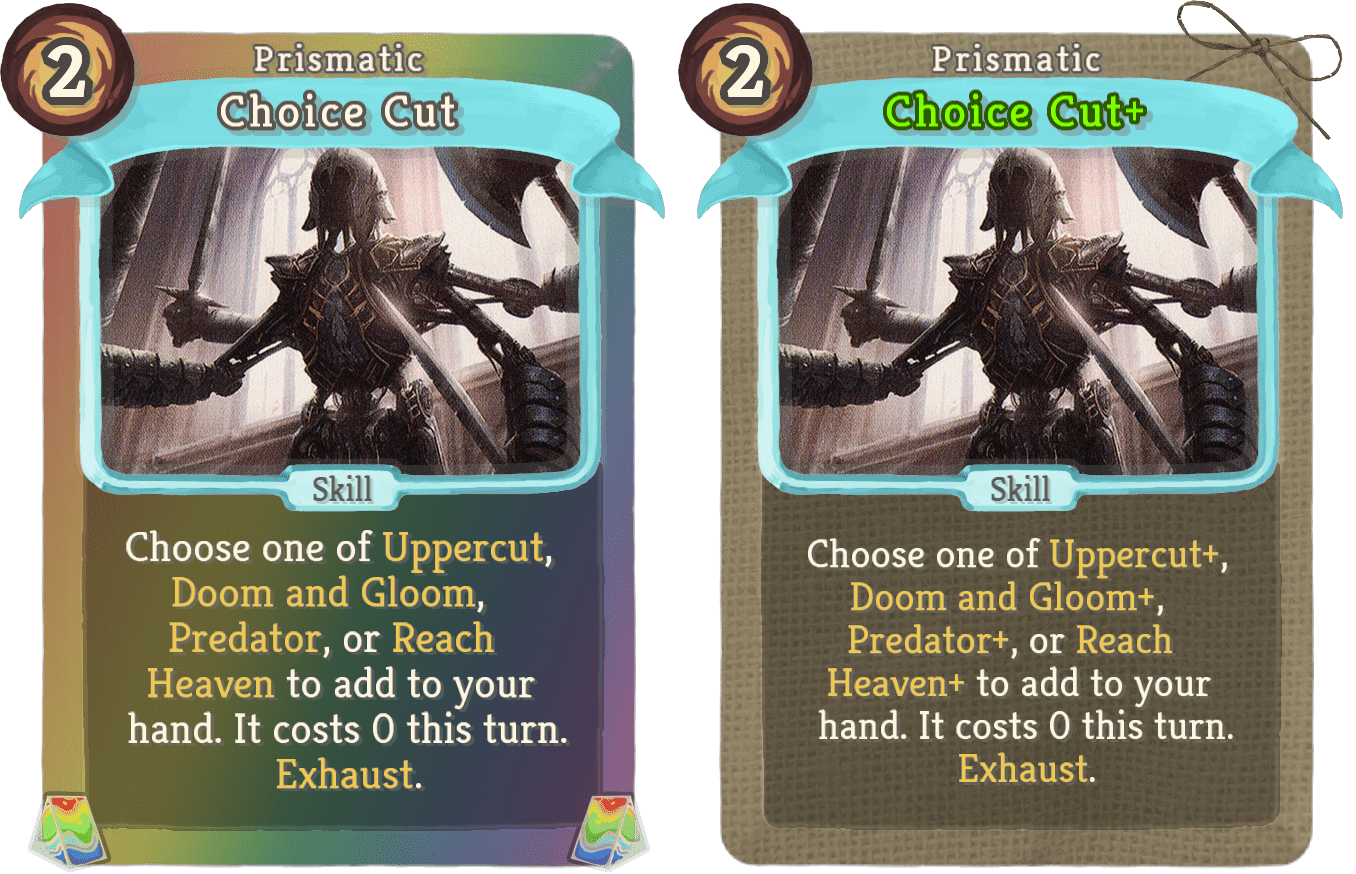 2
Prismatic
Choice Cut
Skill
Choose one of Uppercut,
Doom and Gloom,
Predator, or Reach
Heaven to add to your
hand. It costs 0 this turn.
Exhaust.
2
Prismatic
Choice Cut+
Skill
Choose one of Uppercut+,
Doom and Gloom+,
Predator+, or Reach
Heaven+ to add to your
hand. It costs 0 this turn.
Exhaust.